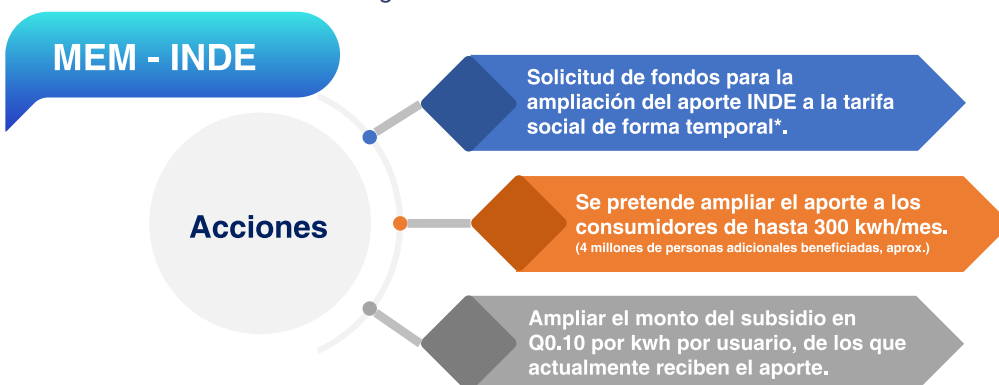 MEM - INDE
Solicitud de fondos para la
ampliación del aporte INDE a la tarifa
social de forma temporal*.
Acciones
Se pretende ampliar el aporte a los
consumidores de hasta 300 kwh/mes.
(4 millones de personas adicionales beneficiadas, aprox.)
Ampliar el monto del subsidio en
Q0.10 por kwh por usuario, de los que
actualmente reciben el aporte.